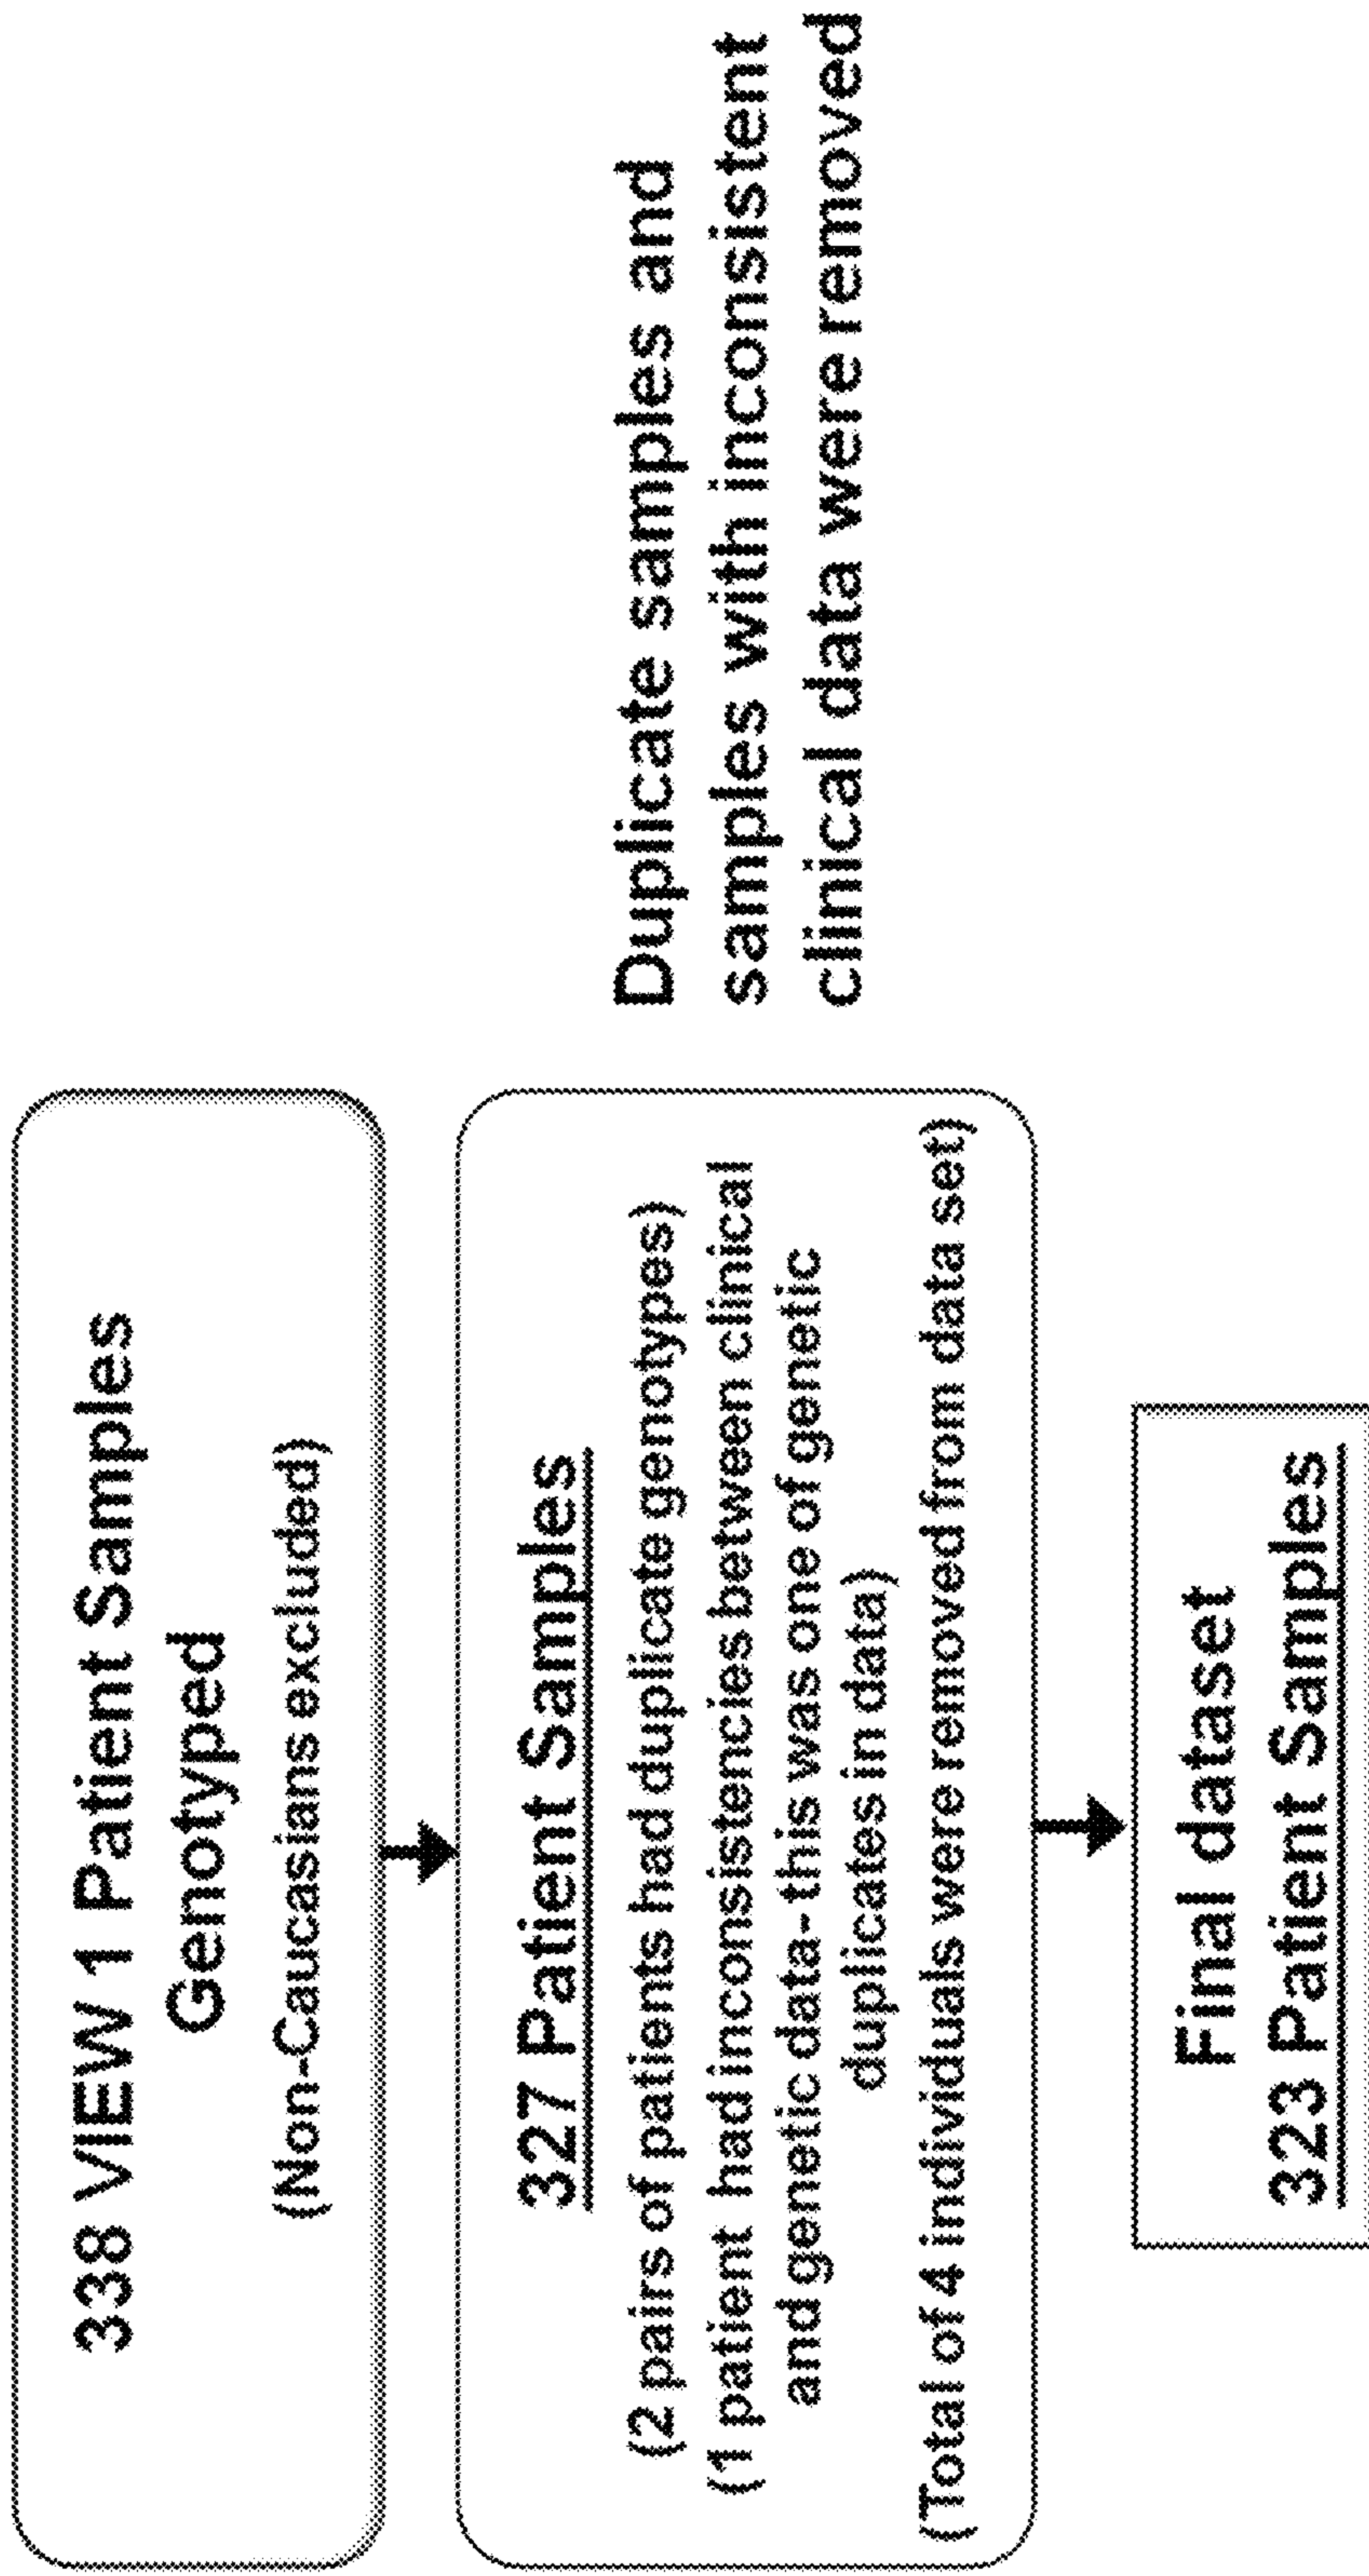 338 VIEW 1 Patient Samples
Genotyped
(Non-Caucasians excluded)
327 Patient Samples
(2 pairs of patients had duplicate genotypes)
(1 patient had inconsistencies between clinical
and genetic data-this was one of genetic
duplicates in data)
(Total of 4 individuals were removed from data set)
Duplicate samples and
samples with inconsistent
clinical data were removed
Final dataset
323 Patient Samples